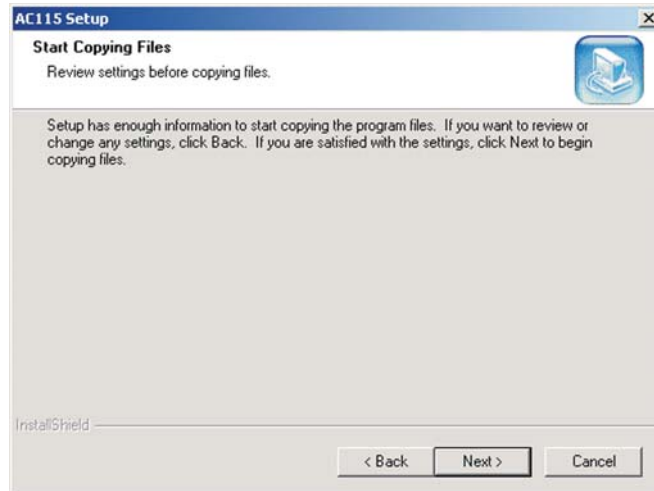 AC115 Setup
Start Copying Files
Review settings before copying files.
Setup has enough information to start copying the program files. If you want to review or
change any settings, click Back. If you are satisfied with the settings, click Next to begin
copying files.
InstallShield
< Back
Next >
Cancel